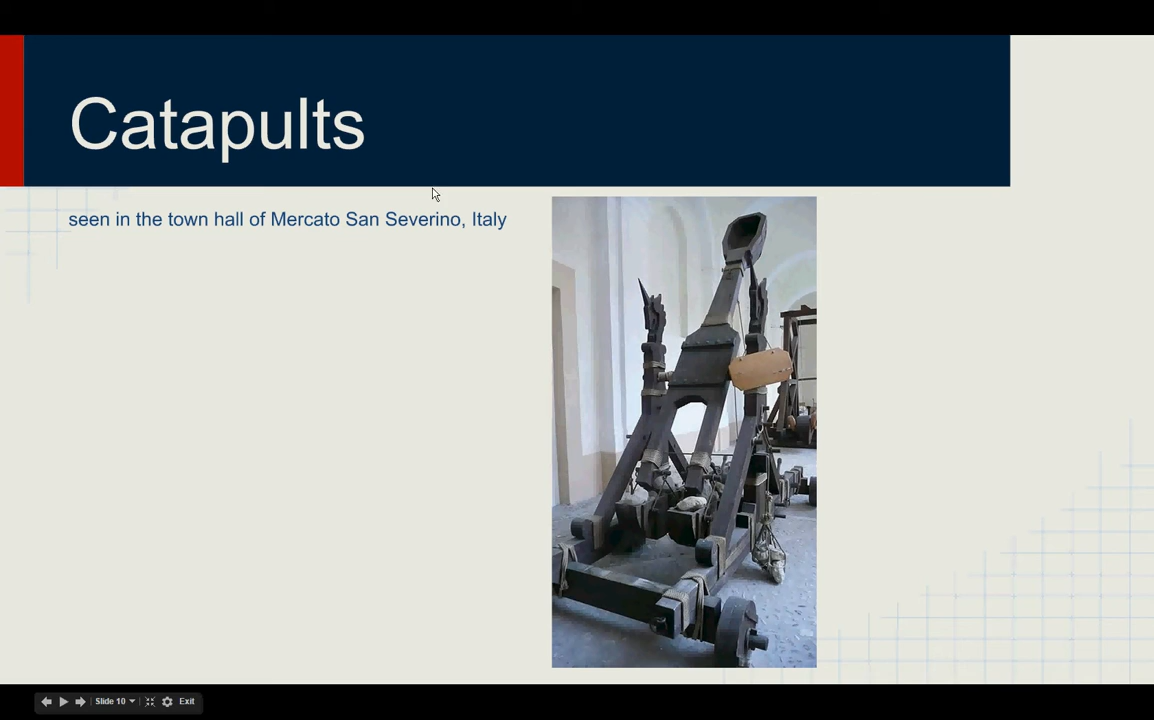 Catapults
seen in the town hall of Mercato San Severino, Italy
Slide 10
Exit